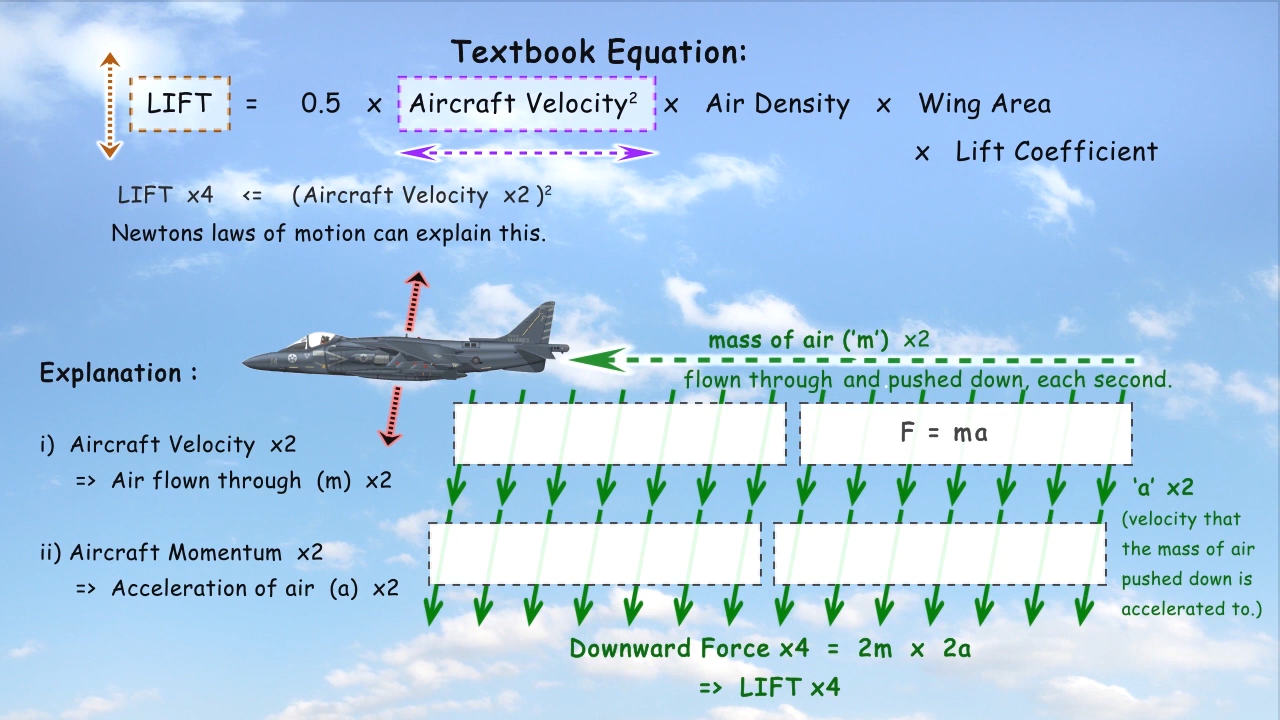 Textbook Equation:
LIFT = 0.5 x Aircraft Velocity² x Air Density x Wing Area
x Lift Coefficient
LIFT x4 <= (Aircraft Velocity x2 )²
Newtons laws of motion can explain this.
mass of air ('m') x2
flown through and pushed down, each second.
Explanation :
F = ma
i) Aircraft Velocity x2
=> Air flown through (m) x2
'a' x2
(velocity that
the mass of air
pushed down is
accelerated to.)
ii) Aircraft Momentum x2
=> Acceleration of air (a) x2
Downward Force x4 = 2m x 2a
=> LIFT x4